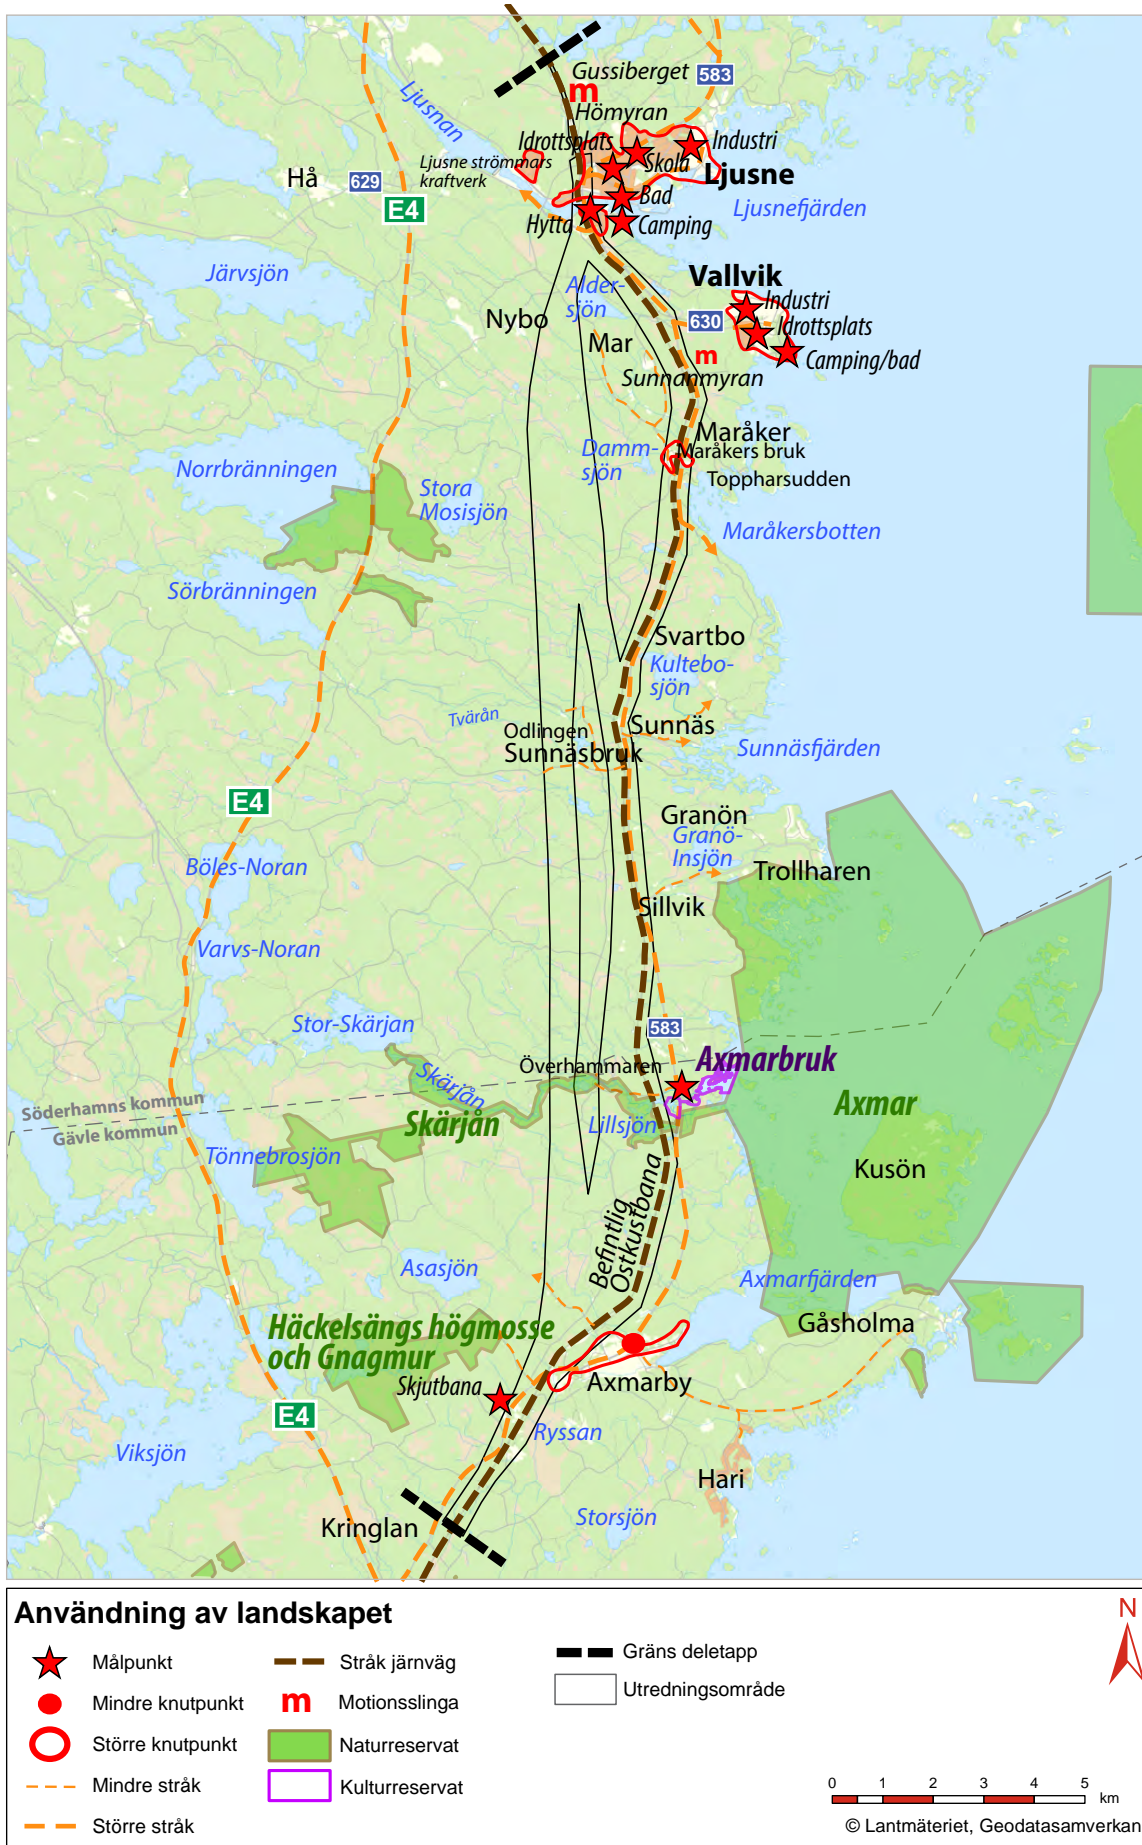 Gussiberget
583
m
Hömyran
Ljusnan
Idrottsplats
Industri
Skola
Ljusne strömmars
kraftverk
Ljusne
Hå
629
E4
Bad
Ljusnefjärden
Hytta
Camping
Järvsjön
Vallvik
Alder-
sjön
Industri
Nybo
630
Idrottsplats
Mar
m
Camping/bad
Sunnanmyran
Maråker
Damm-
sjön
Maråkers bruk
Norrbränningen
Toppharsudden
Stora
Mosisjön
Maråkersbotten
Sörbränningen
Svartbo
Kultebo-
sjön
Tvärån
Odlingen
Sunnäs
Sunnäsbruk
Sunnäsfjärden
E4
Granön
Granö-
Insjön
Böles-Noran
Trollharen
Sillvik
Varvs-Noran
Stor-Skärjan
583
Överhammaren
Axmarbruk
Skärjån
Söderhamns kommun
Gävle kommun
Skärjån
Lillsjön
Axmar
Tönnebrosjön
Kusön
Befintlig
Ostkustbana
Asasjön
Axmarfjärden
Häckelsängs högmosse
och Gnagmur
Gåsholma
Skjutbana
Axmarby
E4
Ryssan
Viksjön
Hari
Storsjön
Kringlan
Användning av landskapet
Målpunkt
Mindre knutpunkt
Större knutpunkt
Mindre stråk
Större stråk
Stråk järnväg
m Motionsslinga
Naturreservat
Kulturreservat
Gräns deletapp
Utredningsområde
N
0 1 2 3 4 5
km
© Lantmäteriet, Geodatasamverkan